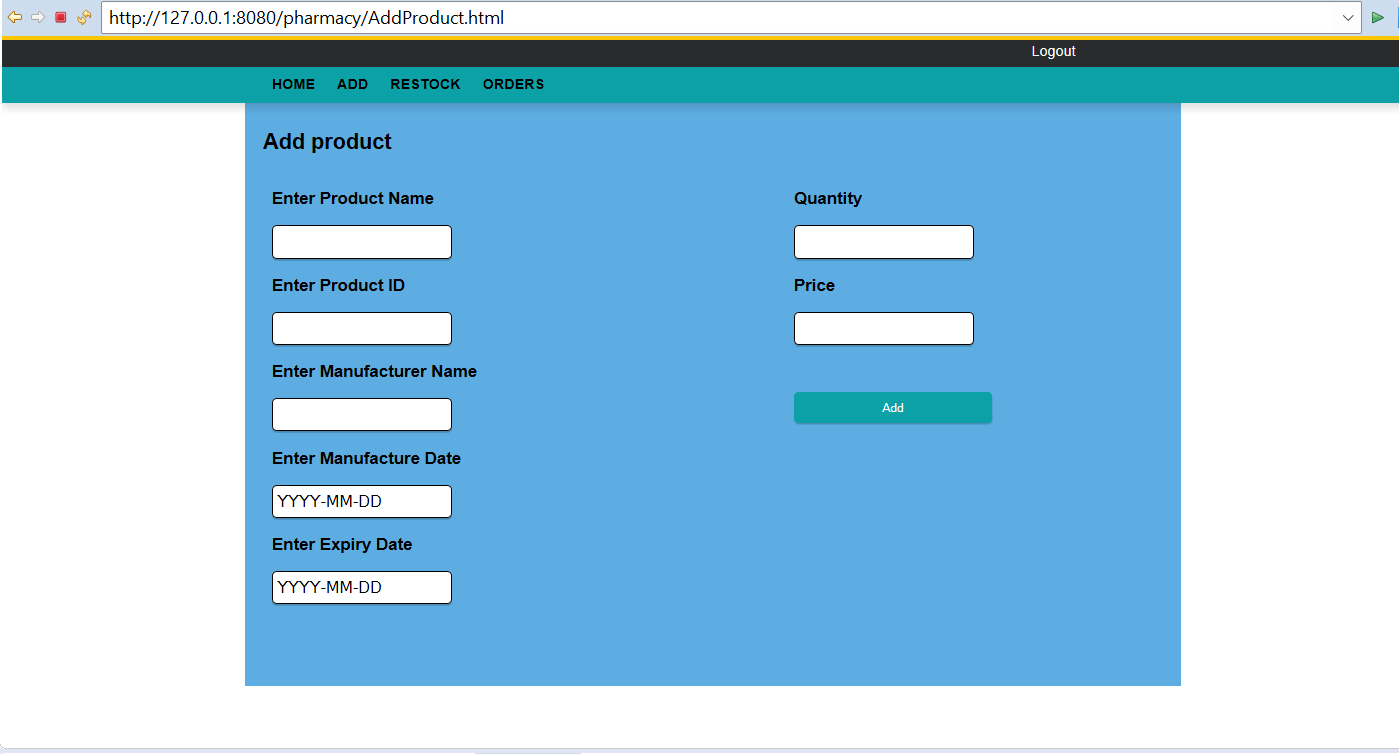 http://127.0.0.1:8080/pharmacy/AddProduct.html
Logout
HOME ADD RESTOCK ORDERS
Add product
Enter Product Name
Quantity
Enter Product ID
Price
Enter Manufacturer Name
Add
Enter Manufacture Date
YYYY-MM-DD
Enter Expiry Date
YYYY-MM-DD